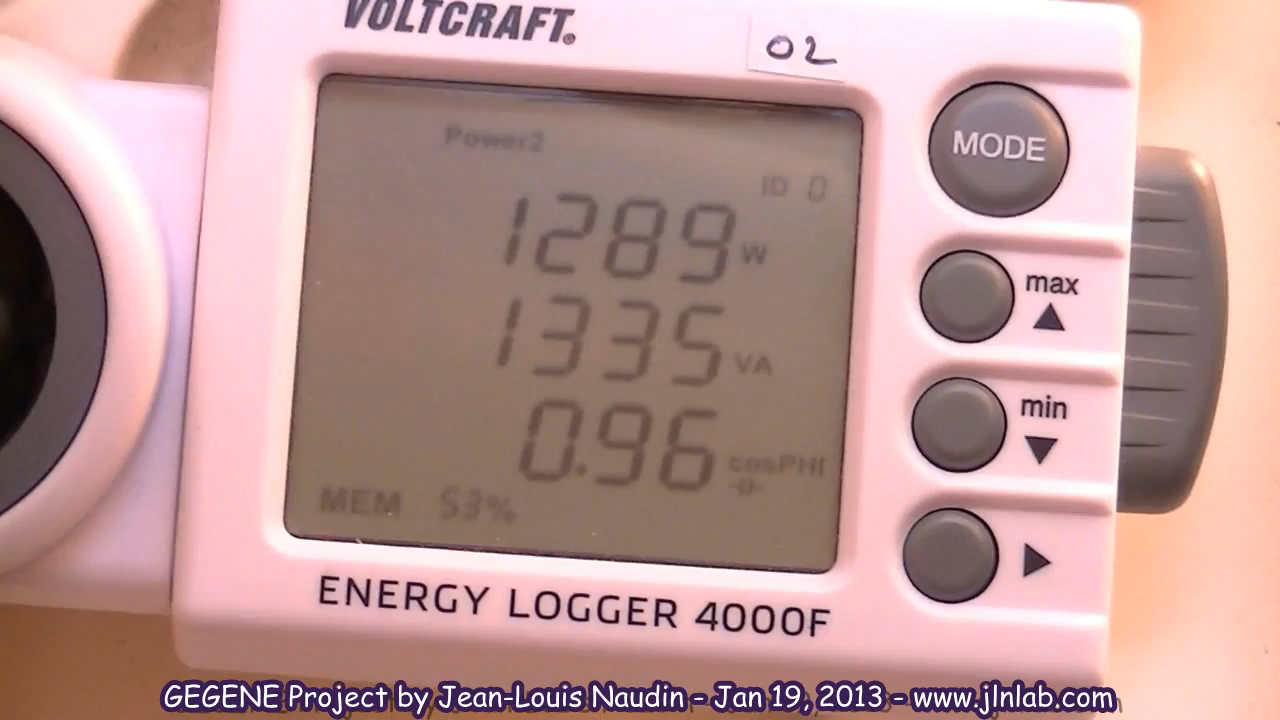 VOLTCRAFT®
02
Power2
ID 0
MODE
1289 W
max
1335 VA
min
0.96 cosPHI
MEM 53%
ENERGY LOGGER 4000F
GEGENE Project by Jean-Louis Naudin - Jan 19, 2013 - www.jlnlab.com